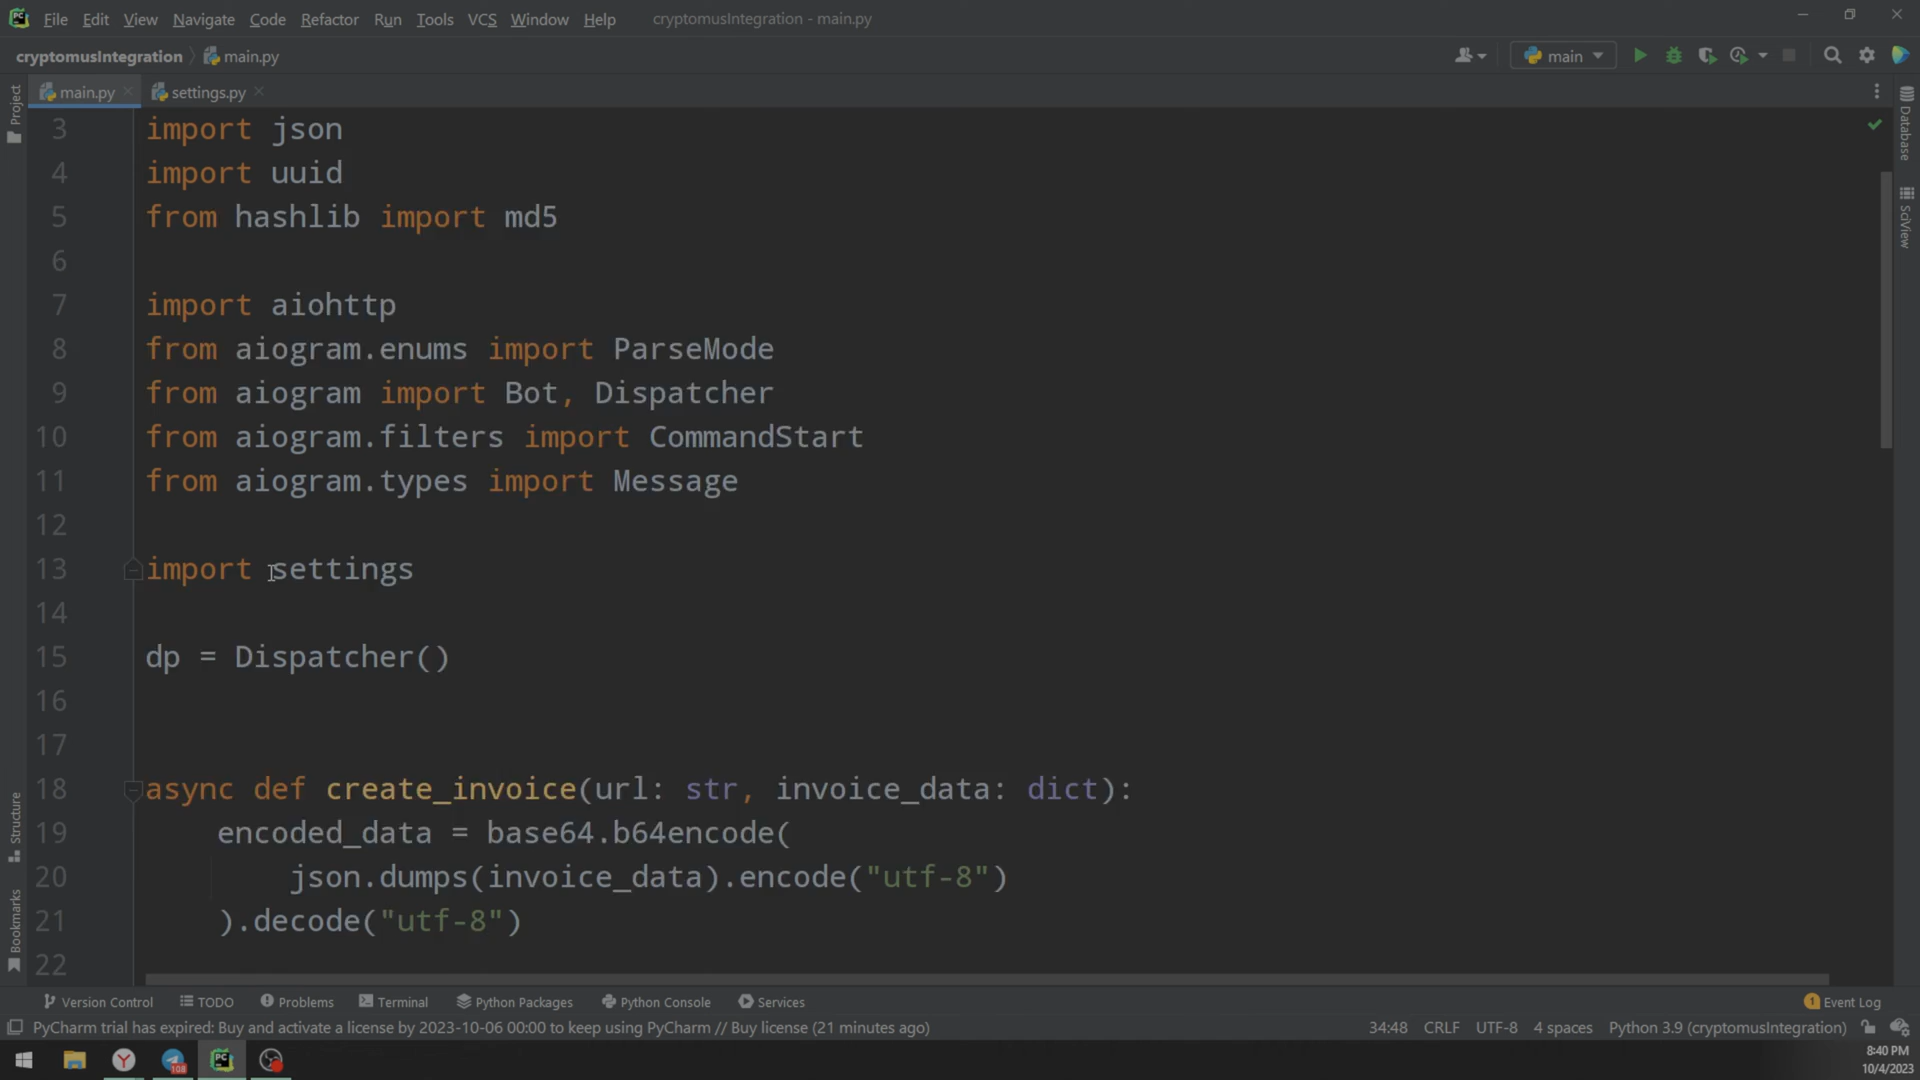 File Edit View Navigate Code Refactor Run Tools VCS Window Help cryptomusIntegration - main.py
cryptomusIntegration main.py main
main.py settings.py
Project
Database
SciView
3 import json
4 import uuid
5 from hashlib import md5
6
7 import aiohttp
8 from aiogram.enums import ParseMode
9 from aiogram import Bot, Dispatcher
10 from aiogram.filters import CommandStart
11 from aiogram.types import Message
12
13 import settings
14
15 dp = Dispatcher()
16
17
18 async def create_invoice(url: str, invoice_data: dict):
19 encoded_data = base64.b64encode(
20 json.dumps(invoice_data).encode("utf-8")
21 ).decode("utf-8")
22
Structure
Bookmarks
Version Control TODO Problems Terminal Python Packages Python Console Services 1 Event Log
PyCharm trial has expired: Buy and activate a license by 2023-10-06 00:00 to keep using PyCharm // Buy license (21 minutes ago) 34:48 CRLF UTF-8 4 spaces Python 3.9 (cryptomusIntegration)
8:40 PM
10/4/2023